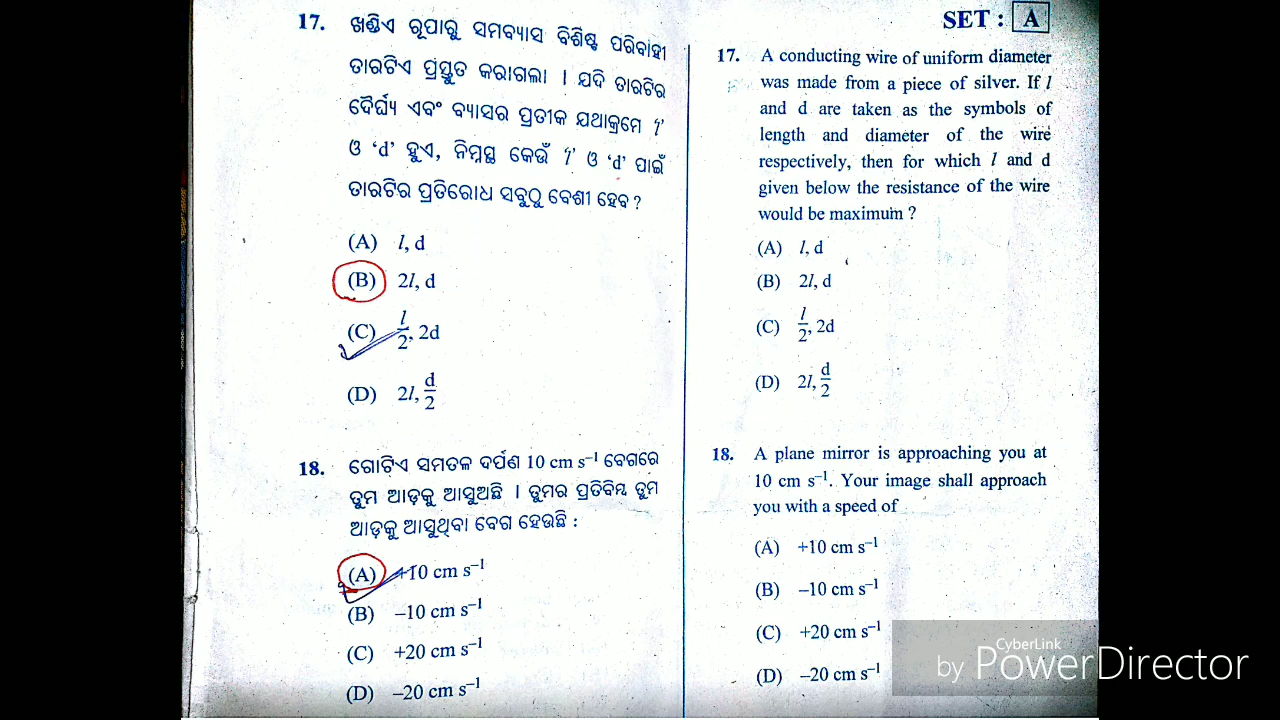 SET : A
17. ଖଣ୍ଡିଏ ରୂପାରୁ ସମବ୍ୟାସ ବିଶିଷ୍ଟ ପରିବାହୀ
ତାରଟିଏ ପ୍ରସ୍ତୁତ କରାଗଲା । ଯଦି ତାରଟିର
ଦୈର୍ଘ୍ୟ ଏବଂ ବ୍ୟାସର ପ୍ରତୀକ ଯଥାକ୍ରମେ 'l'
ଓ 'd' ହୁଏ, ନିମ୍ନସ୍ଥ କେଉଁ 'l' ଓ 'd' ପାଇଁ
ତାରଟିର ପ୍ରତିରୋଧ ସବୁଠୁ ବେଶୀ ହେବ ?
(A) l, d
(B) 2l, d
(C) l/2, 2d
(D) 2l, d/2
18. ଗୋଟିଏ ସମତଳ ଦର୍ପଣ 10 cm s⁻¹ ବେଗରେ
ତୁମ ଆଡ଼କୁ ଆସୁଅଛି । ତୁମର ପ୍ରତିବିମ୍ବ ତୁମ
ଆଡ଼କୁ ଆସୁଥିବା ବେଗ ହେଉଛି :
(A) +10 cm s⁻¹
(B) –10 cm s⁻¹
(C) +20 cm s⁻¹
(D) –20 cm s⁻¹
17. A conducting wire of uniform diameter
was made from a piece of silver. If l
and d are taken as the symbols of
length and diameter of the wire
respectively, then for which l and d
given below the resistance of the wire
would be maximum ?
(A) l, d
(B) 2l, d
(C) l/2, 2d
(D) 2l, d/2
18. A plane mirror is approaching you at
10 cm s⁻¹. Your image shall approach
you with a speed of
(A) +10 cm s⁻¹
(B) –10 cm s⁻¹
(C) +20 cm s⁻¹
(D) –20 cm s⁻¹
CyberLink
by PowerDirector